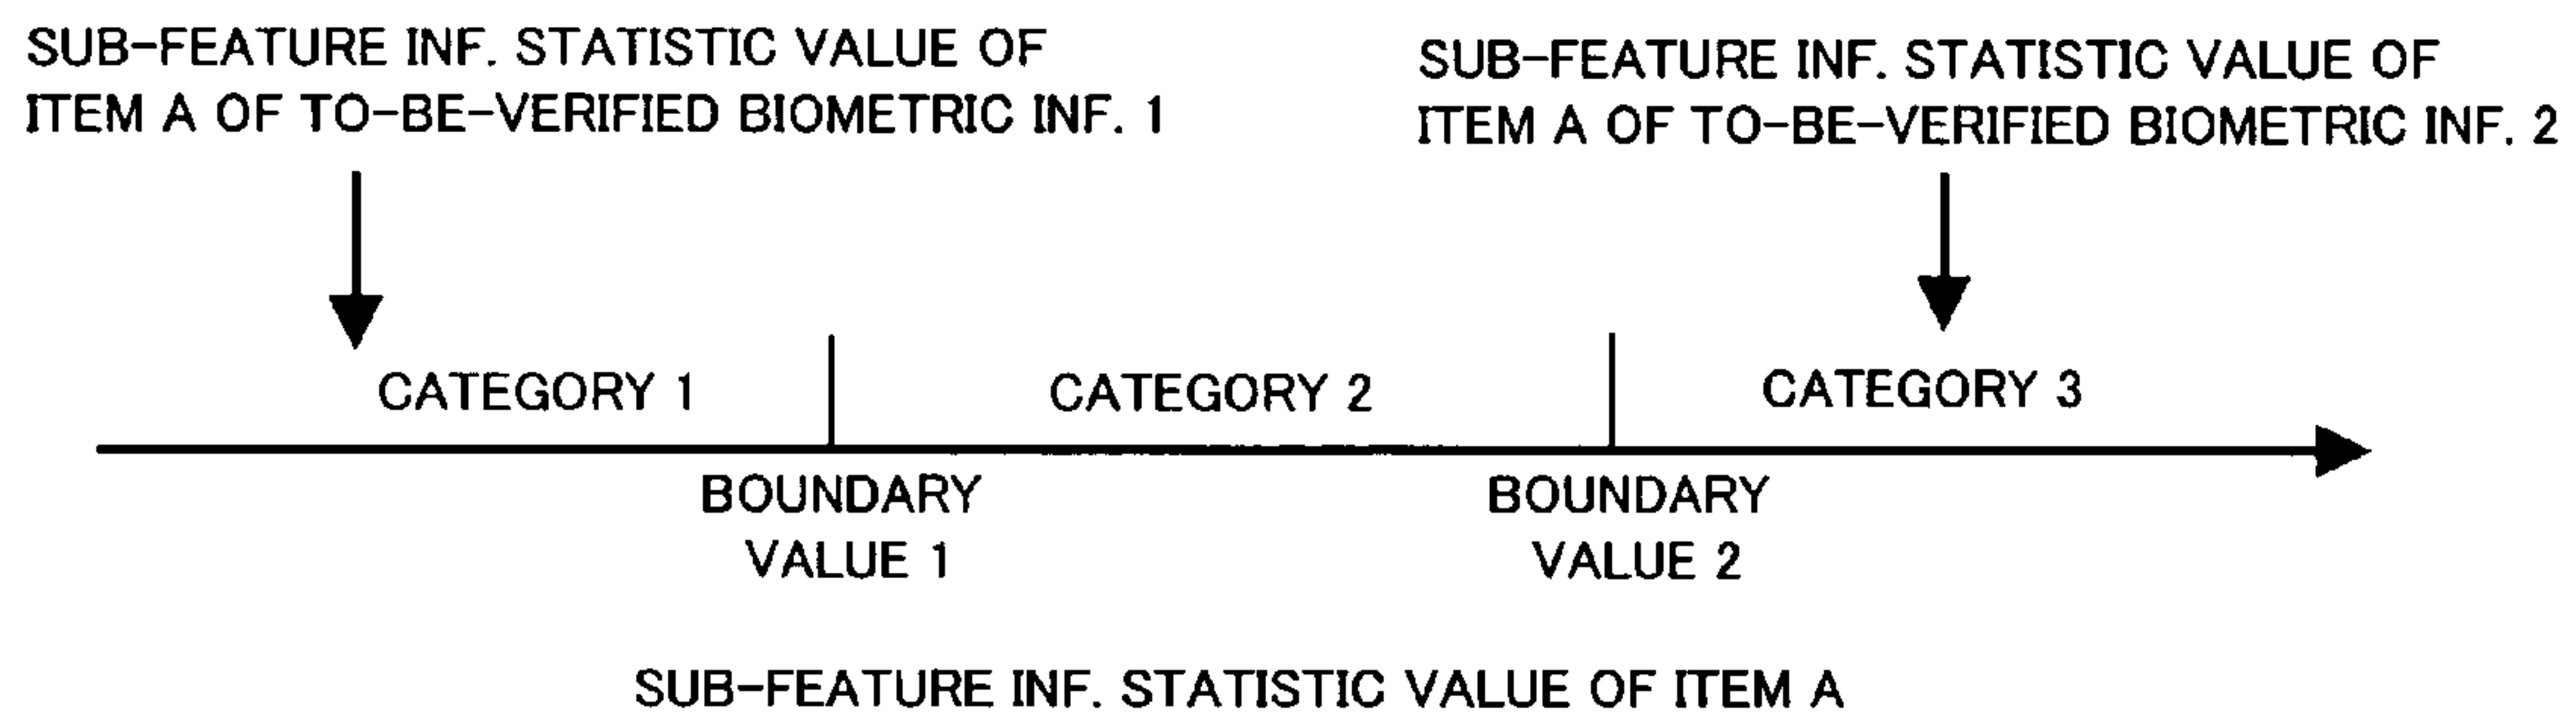 SUB-FEATURE INF. STATISTIC VALUE OF
ITEM A OF TO-BE-VERIFIED BIOMETRIC INF. 1
SUB-FEATURE INF. STATISTIC VALUE OF
ITEM A OF TO-BE-VERIFIED BIOMETRIC INF. 2
CATEGORY 1
CATEGORY 2
CATEGORY 3
BOUNDARY
VALUE 1
BOUNDARY
VALUE 2
SUB-FEATURE INF. STATISTIC VALUE OF ITEM A